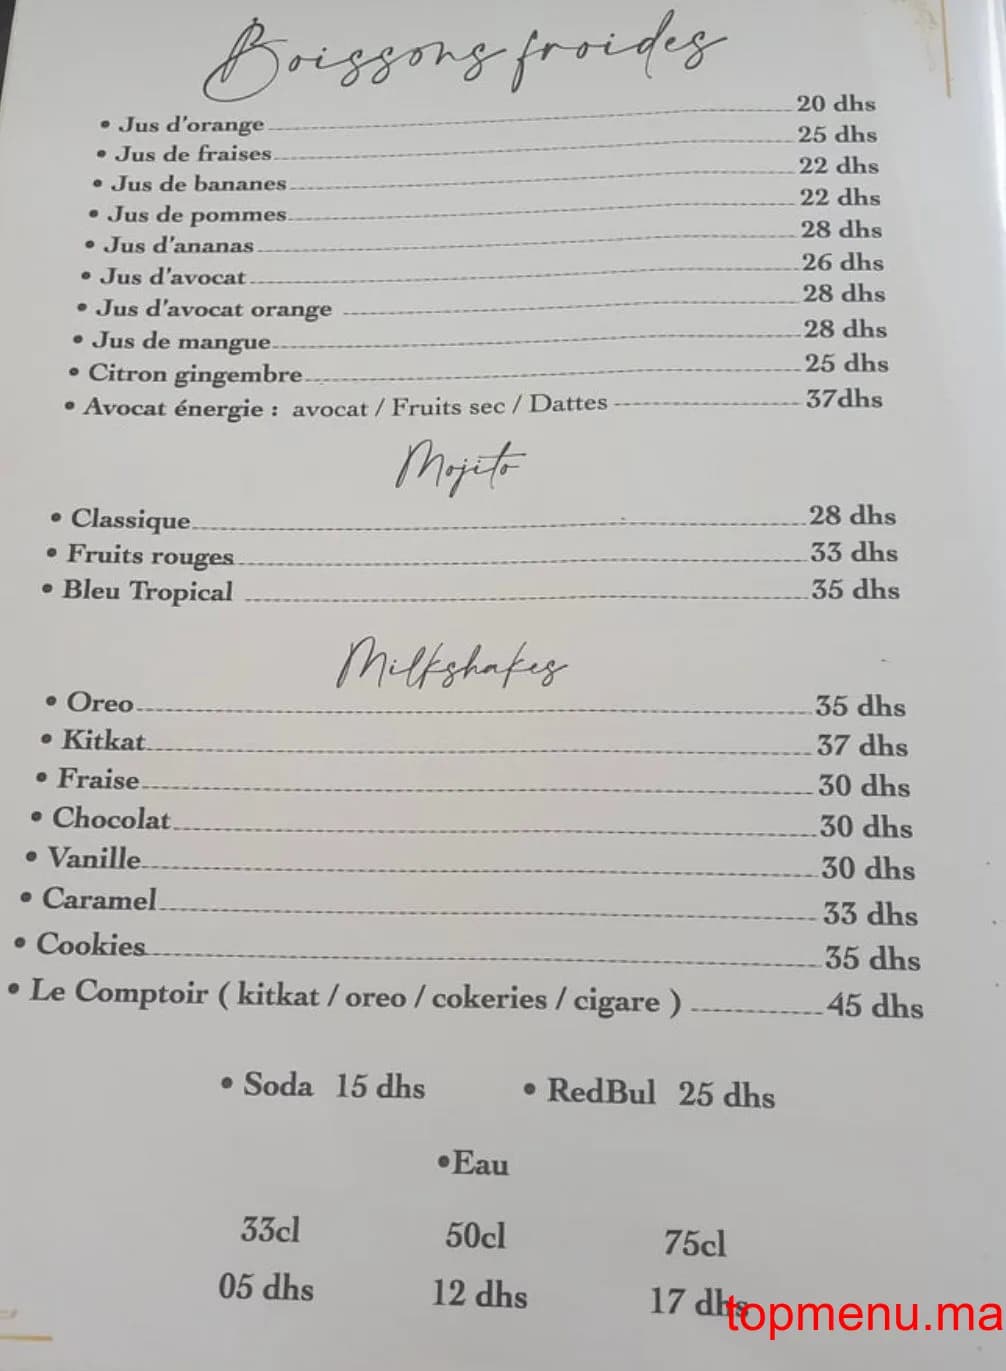 Boissons froides
• Jus d'orange 20 dhs
• Jus de fraises 25 dhs
• Jus de bananes 22 dhs
• Jus de pommes 22 dhs
• Jus d'ananas 28 dhs
• Jus d'avocat 26 dhs
• Jus d'avocat orange 28 dhs
• Jus de mangue 28 dhs
• Citron gingembre 25 dhs
• Avocat énergie : avocat / Fruits sec / Dattes 37dhs
Mojito
• Classique 28 dhs
• Fruits rouges 33 dhs
• Bleu Tropical 35 dhs
Milkshakes
• Oreo 35 dhs
• Kitkat 37 dhs
• Fraise 30 dhs
• Chocolat 30 dhs
• Vanille 30 dhs
• Caramel 33 dhs
• Cookies 35 dhs
• Le Comptoir ( kitkat / oreo / cokeries / cigare ) 45 dhs
• Soda 15 dhs • RedBul 25 dhs
•Eau
33cl 50cl 75cl
05 dhs 12 dhs 17 dhs
topmenu.ma